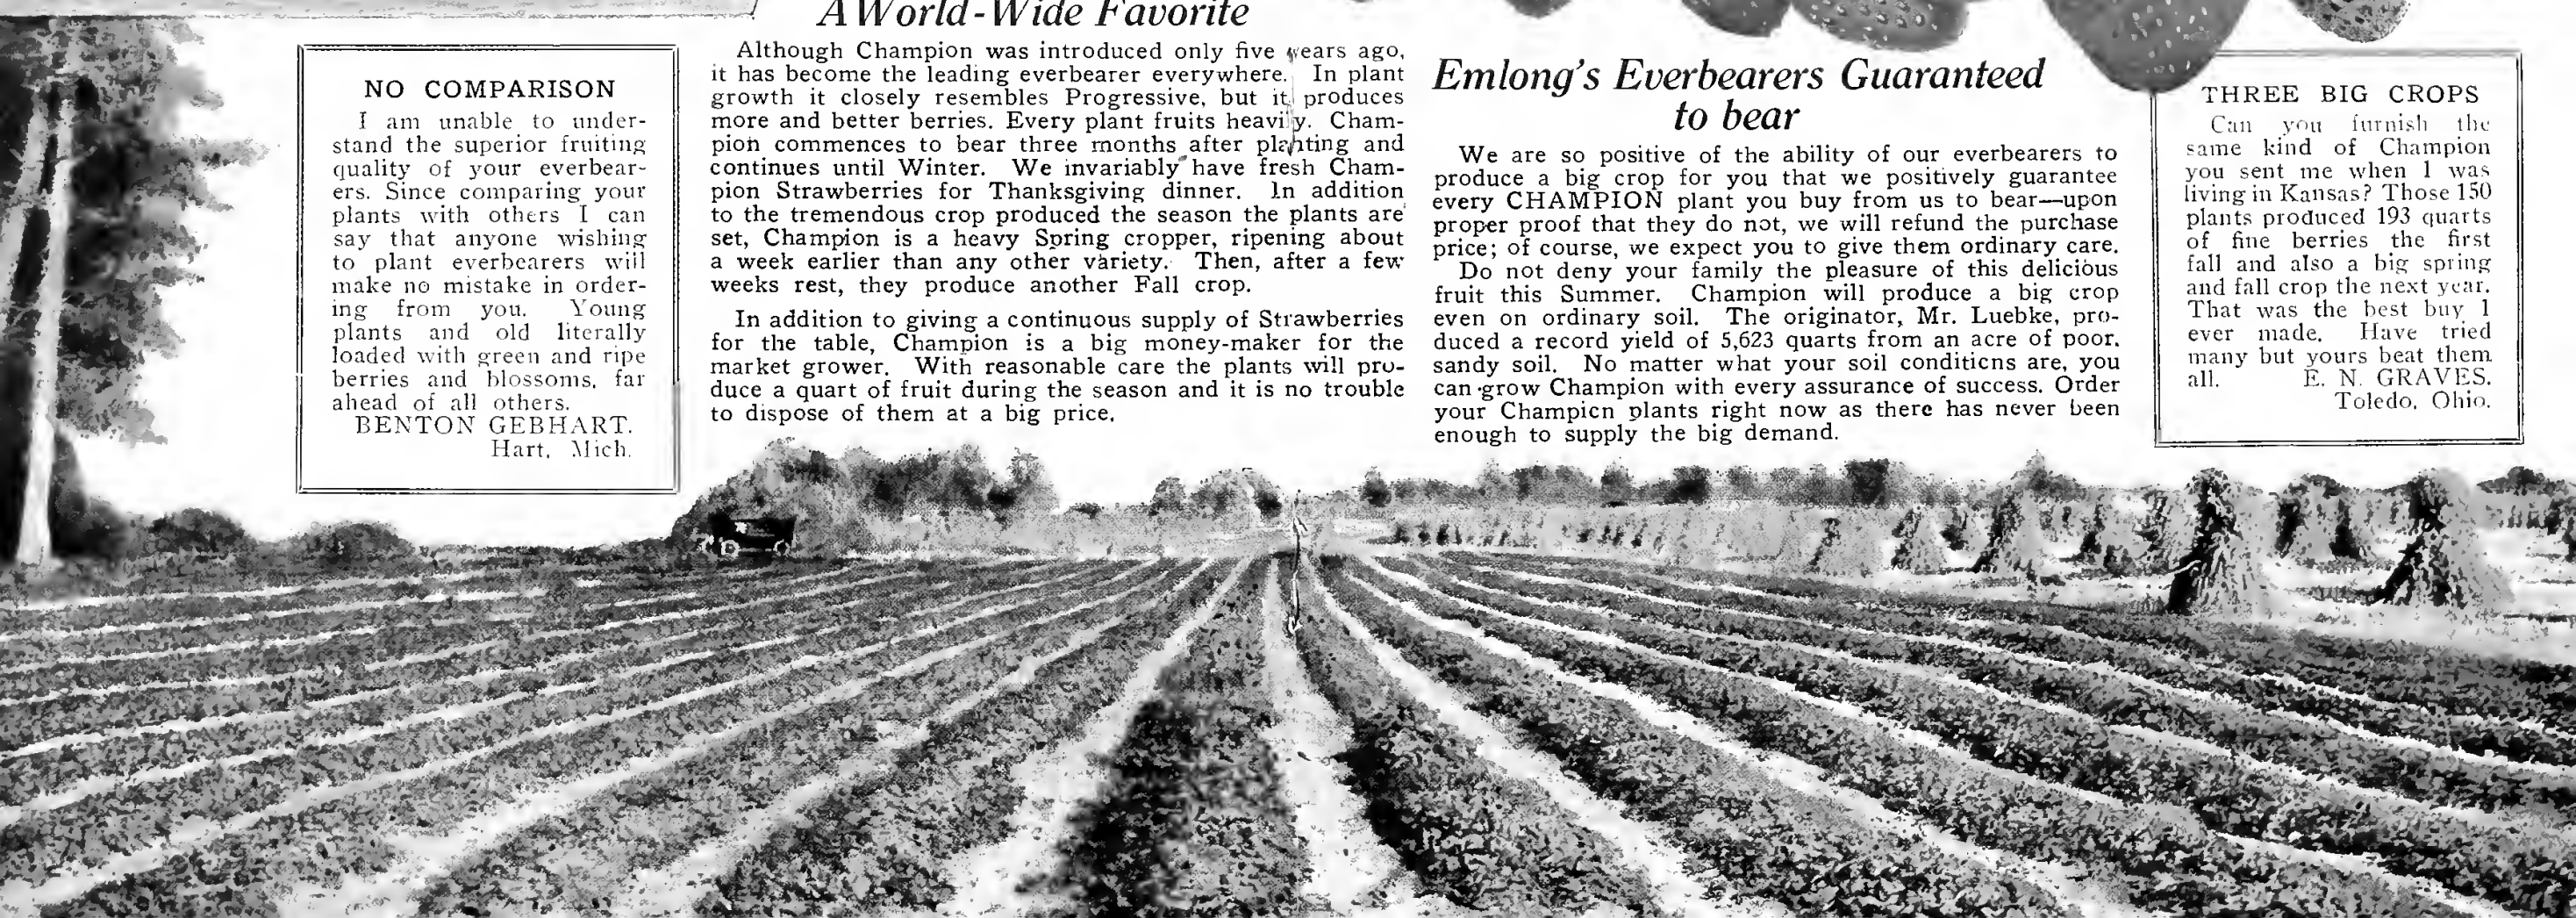 A World-Wide Favorite
NO COMPARISON
I am unable to under-
stand the superior fruiting
quality of your everbear-
ers. Since comparing your
plants with others I can
say that anyone wishing
to plant everbearers will
make no mistake in order-
ing from you. Young
plants and old literally
loaded with green and ripe
berries and blossoms, far
ahead of all others.
BENTON GEBHART.
Hart, Mich.
Although Champion was introduced only five years ago,
it has become the leading everbearer everywhere. In plant
growth it closely resembles Progressive, but it produces
more and better berries. Every plant fruits heavily. Cham-
pion commences to bear three months after planting and
continues until Winter. We invariably have fresh Cham-
pion Strawberries for Thanksgiving dinner. In addition
to the tremendous crop produced the season the plants are
set, Champion is a heavy Spring cropper, ripening about
a week earlier than any other variety. Then, after a few
weeks rest, they produce another Fall crop.
In addition to giving a continuous supply of Strawberries
for the table, Champion is a big money-maker for the
market grower. With reasonable care the plants will pro-
duce a quart of fruit during the season and it is no trouble
to dispose of them at a big price.
Emlong's Everbearers Guaranteed
to bear
We are so positive of the ability of our everbearers to
produce a big crop for you that we positively guarantee
every CHAMPION plant you buy from us to bear—upon
proper proof that they do not, we will refund the purchase
price; of course, we expect you to give them ordinary care.
Do not deny your family the pleasure of this delicious
fruit this Summer. Champion will produce a big crop
even on ordinary soil. The originator, Mr. Luebke, pro-
duced a record yield of 5,623 quarts from an acre of poor,
sandy soil. No matter what your soil conditions are, you
can grow Champion with every assurance of success. Order
your Champion plants right now as there has never been
enough to supply the big demand.
THREE BIG CROPS
Can you furnish the
same kind of Champion
you sent me when I was
living in Kansas? Those 150
plants produced 193 quarts
of fine berries the first
fall and also a big spring
and fall crop the next year.
That was the best buy I
ever made. Have tried
many but yours beat them
all. E. N. GRAVES.
Toledo, Ohio.